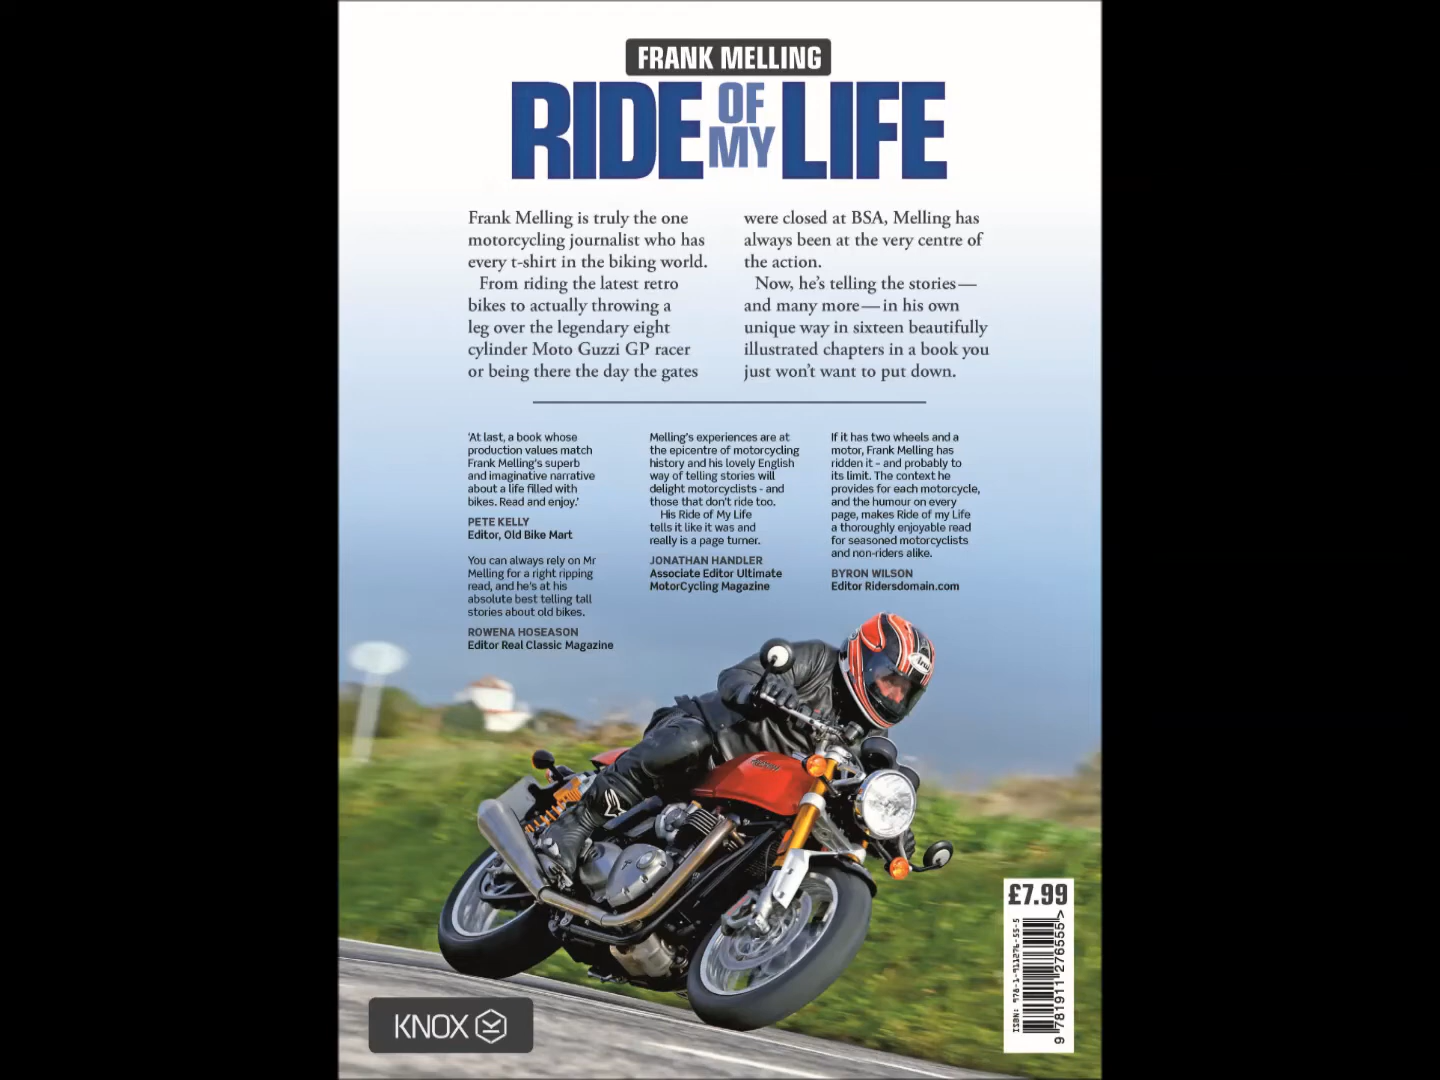 FRANK MELLING
RIDE OF MY LIFE
Frank Melling is truly the one
motorcycling journalist who has
every t-shirt in the biking world.
From riding the latest retro
bikes to actually throwing a
leg over the legendary eight
cylinder Moto Guzzi GP racer
or being there the day the gates
were closed at BSA, Melling has
always been at the very centre of
the action.
Now, he's telling the stories—
and many more—in his own
unique way in sixteen beautifully
illustrated chapters in a book you
just won't want to put down.
'At last, a book whose
production values match
Frank Melling's superb
and imaginative narrative
about a life filled with
bikes. Read and enjoy.'
PETE KELLY
Editor, Old Bike Mart
You can always rely on Mr
Melling for a right ripping
read, and he's at his
absolute best telling tall
stories about old bikes.
ROWENA HOSEASON
Editor Real Classic Magazine
Melling's experiences are at
the epicentre of motorcycling
history and his lovely English
way of telling stories will
delight motorcyclists - and
those that don't ride too.
His Ride of My Life
tells it like it was and
really is a page turner.
JONATHAN HANDLER
Associate Editor Ultimate
MotorCycling Magazine
If it has two wheels and a
motor, Frank Melling has
ridden it - and probably to
its limit. The context he
provides for each motorcycle,
and the humour on every
page, makes Ride of my Life
a thoroughly enjoyable read
for seasoned motorcyclists
and non-riders alike.
BYRON WILSON
Editor Ridersdomain.com
Arai
£7.99
ISBN: 978-1-911276-55-5
9 781911 276555 >
KNOX